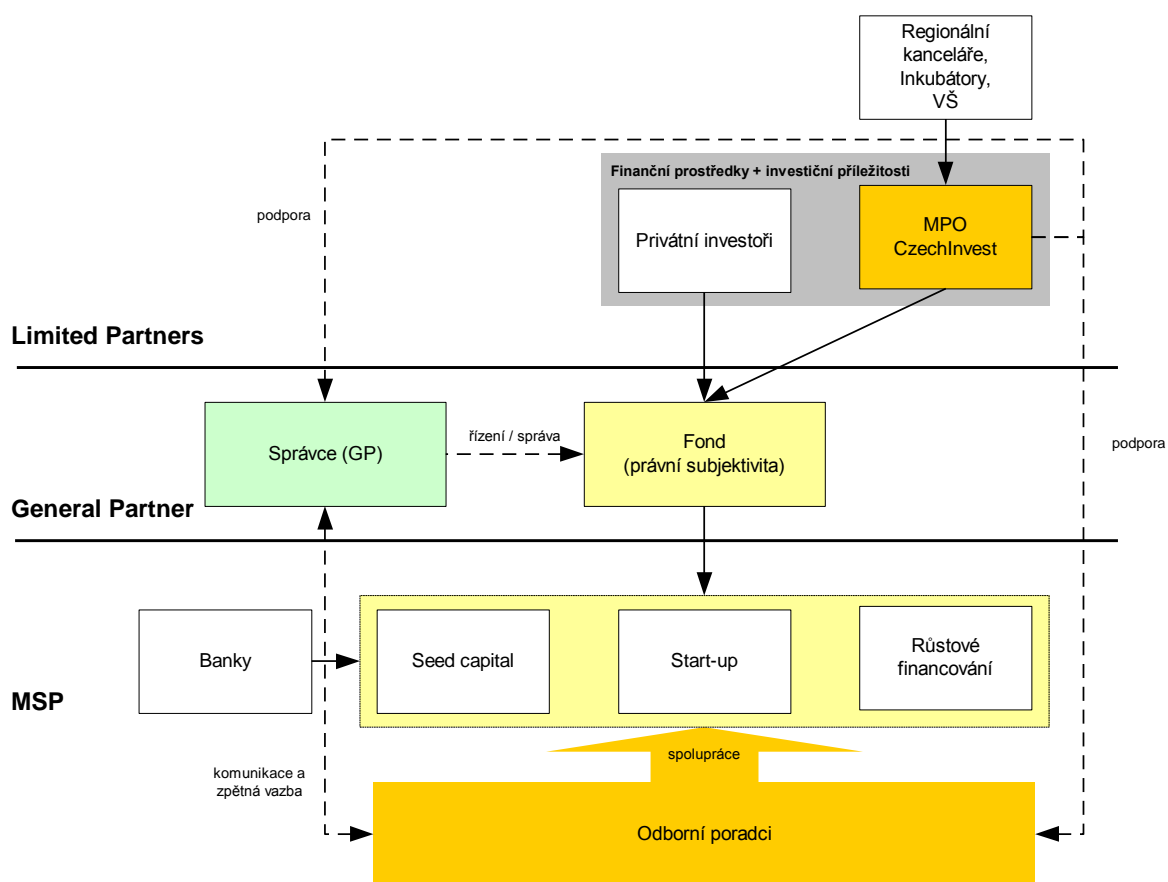 Regionální
kanceláře,
Inkubátory,
VŠ
Finanční prostředky + investiční příležitosti
podpora
Privátní investoři
MPO
CzechInvest
Limited Partners
Správce (GP)
řízení / správa
Fond
(právní subjektivita)
podpora
General Partner
Banky
Seed capital
Start-up
Růstové
financování
MSP
spolupráce
komunikace a
zpětná vazba
Odborní poradci